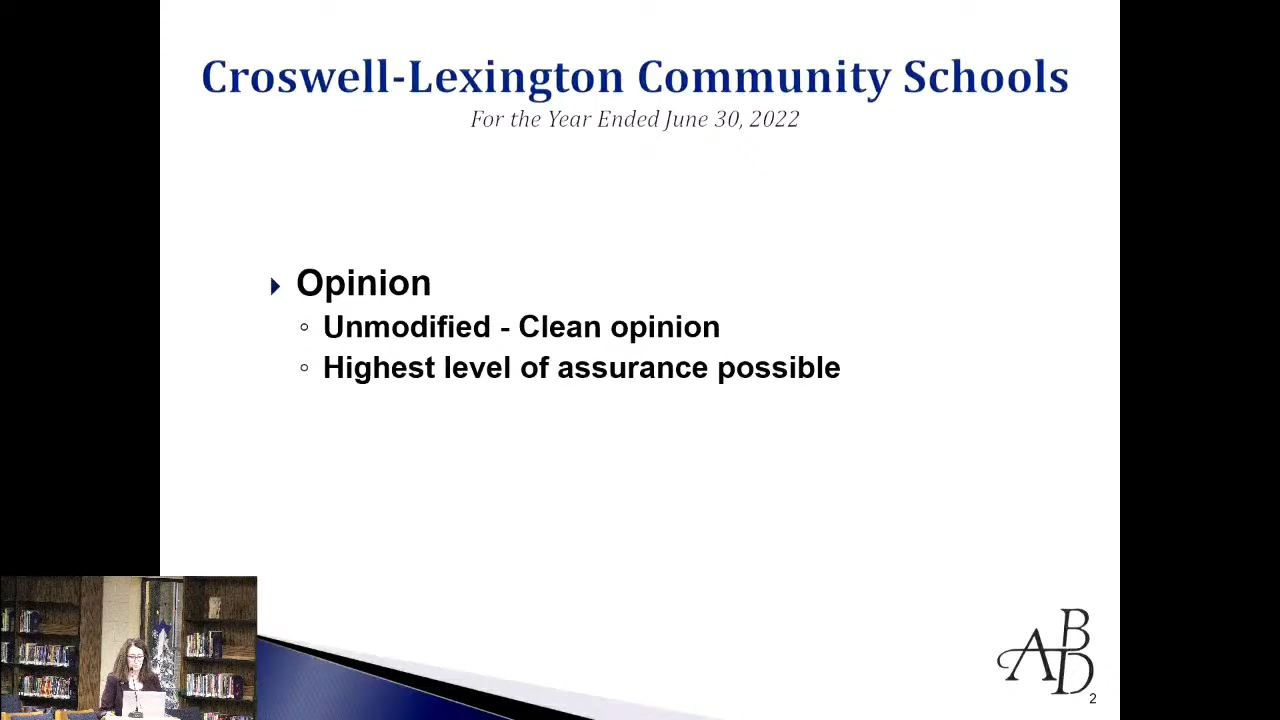 Croswell-Lexington Community Schools
For the Year Ended June 30, 2022
Opinion
Unmodified - Clean opinion
Highest level of assurance possible
ABD
2